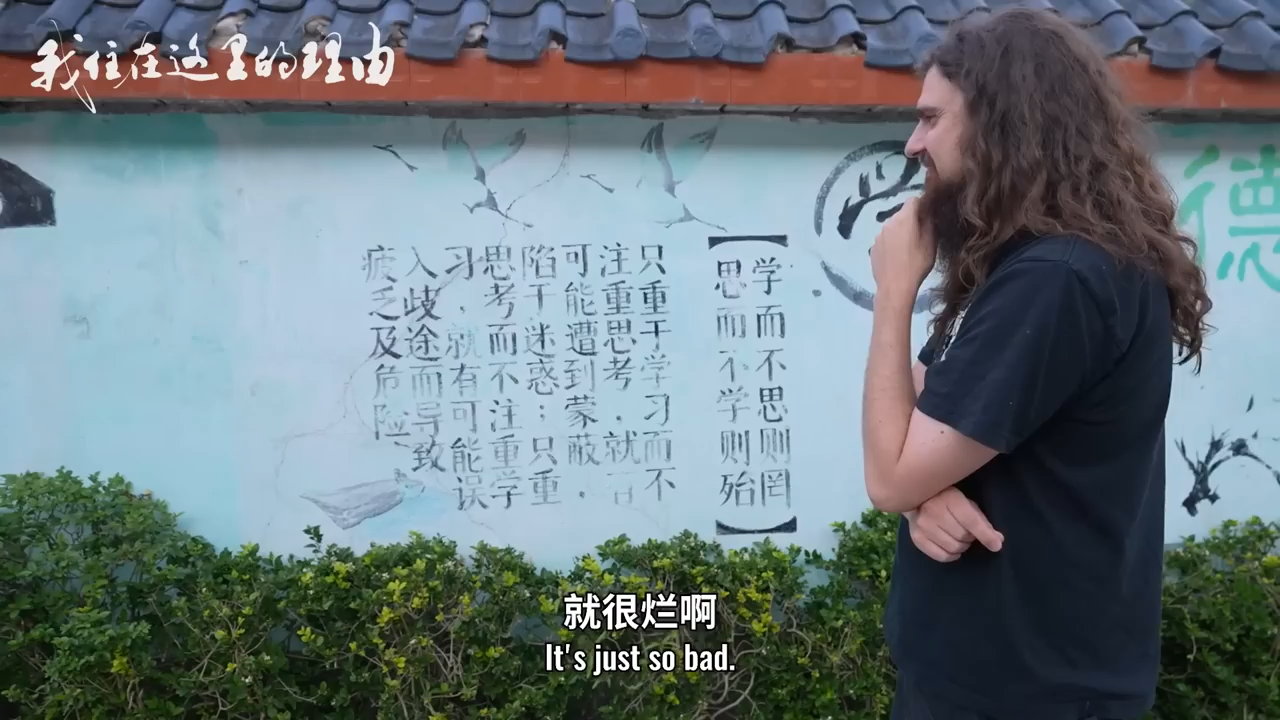 我住在这里的理由
德
【学而不思则罔
思而不学则殆】
只重于学习而不
注重思考，就有
可能遭到蒙蔽，
陷于迷惑；只重
思考而不注重学
习，就有可能误
入歧途而导致
疲乏及危险
就很烂啊
It's just so bad.